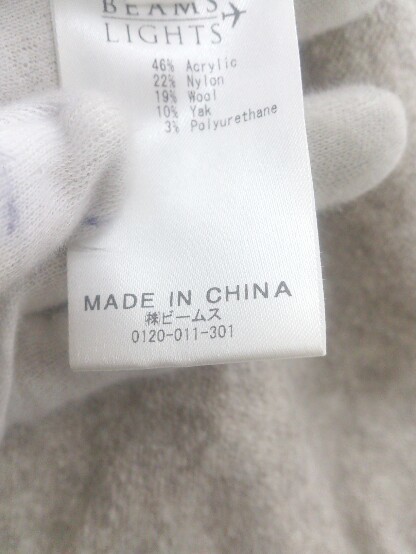 BEAMS
LIGHTS
46% Acrylic
22% Nylon
19% Wool
10% Yak
3% Polyurethane
MADE IN CHINA
㈱ビームス
0120-011-301